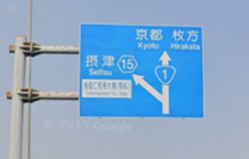 京都 枚方
Kyoto Hirakata
摂津 15
Settsu
1
© 2025 Google